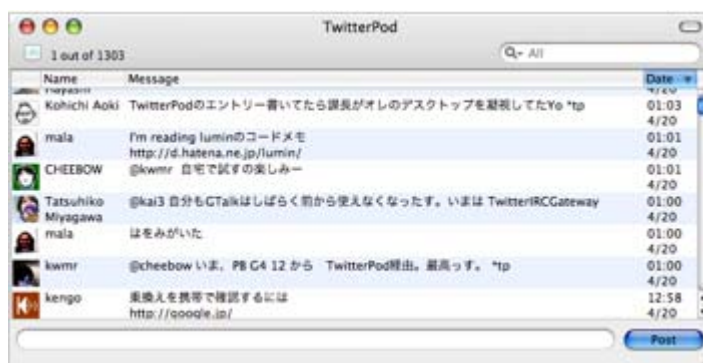 TwitterPod
1 out of 1303
All
Name Message Date
Hayashi 4/20
Kohichi Aoki TwitterPodのエントリー書いてたら課長がオレのデスクトップを凝視してたYo *tp 01:03
4/20
mala I'm reading luminのコードメモ 01:01
http://d.hatena.ne.jp/lumin/ 4/20
CHEEBOW @kwmr 自宅で試すの楽しみー 01:01
4/20
Tatsuhiko @kai3 自分もGTalkはしばらく前から使えなくなったす。いまは TwitterIRCGateway 01:00
Miyagawa 4/20
mala はをみがいた 01:00
4/20
kwmr @cheebow いま、PB G4 12 から TwitterPod経由。最高っす。 *tp 01:00
4/20
kengo 乗換えを携帯で確認するには 12:58
http://google.jp/ 4/20
Post